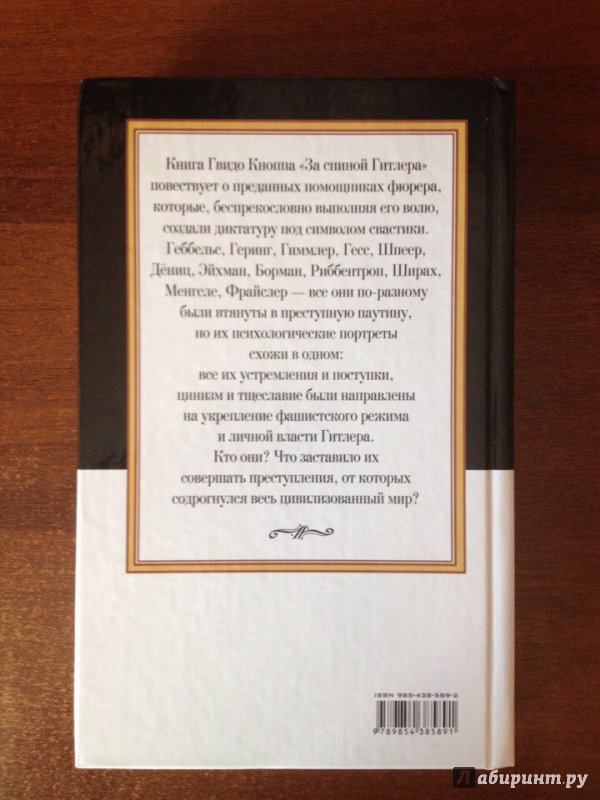 Книга Гвидо Кноппа «За спиной Гитлера»
повествует о преданных помощниках фюрера,
которые, беспрекословно выполняя его волю,
создали диктатуру под символом свастики.
Геббельс, Геринг, Гиммлер, Гесс, Шпеер,
Дёниц, Эйхман, Борман, Риббентроп, Ширах,
Менгеле, Фрайслер — все они по-разному
были втянуты в преступную паутину,
но их психологические портреты
схожи в одном:
все их устремления и поступки,
цинизм и тщеславие были направлены
на укрепление фашистского режима
и личной власти Гитлера.
Кто они? Что заставило их
совершать преступления, от которых
содрогнулся весь цивилизованный мир?
ISBN 985-438-589-2
9789854385891
Лабиринт.ру